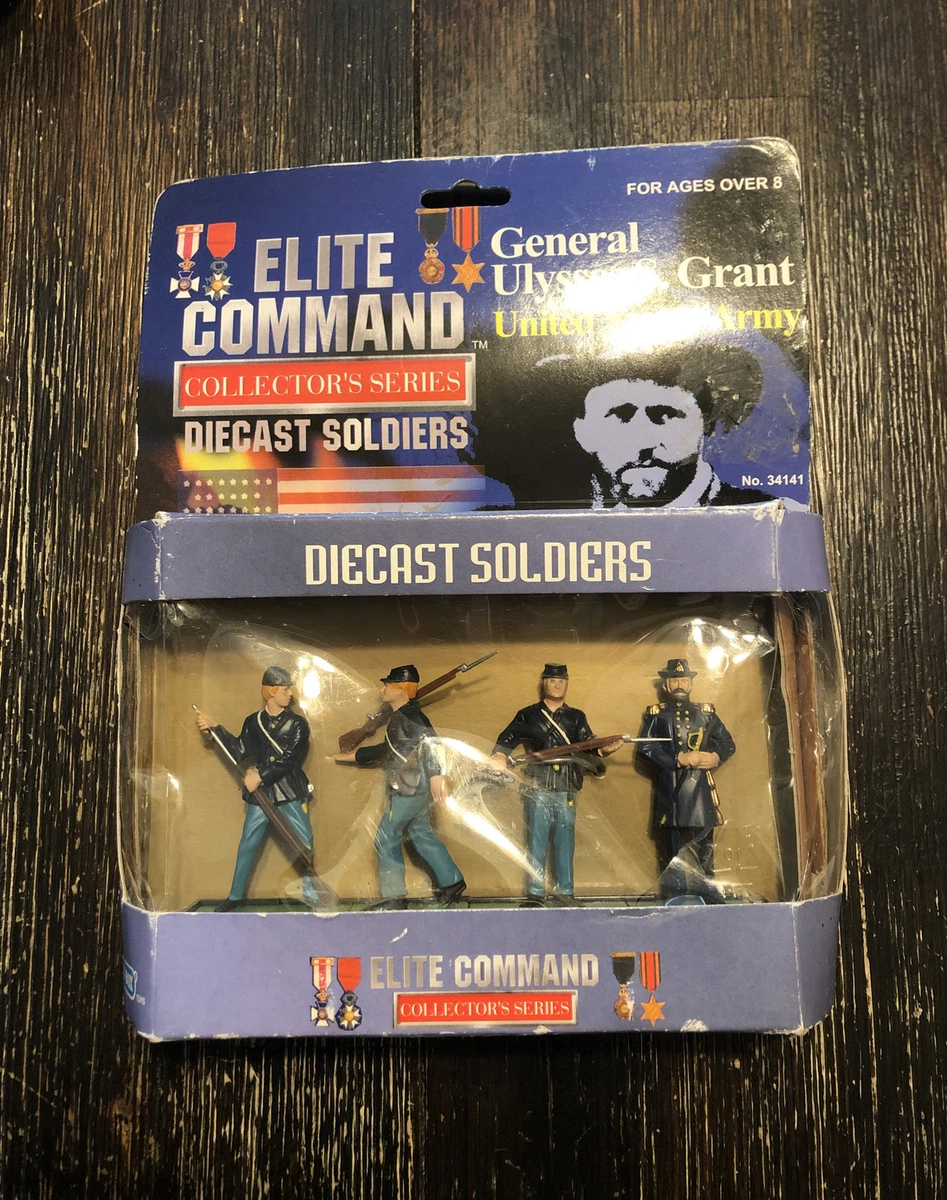 FOR AGES OVER 8
ELITE
COMMAND™
COLLECTOR'S SERIES
DIECAST SOLDIERS
General
Grant
Army
No. 34141
DIECAST SOLDIERS
ELITE COMMAND
COLLECTOR'S SERIES